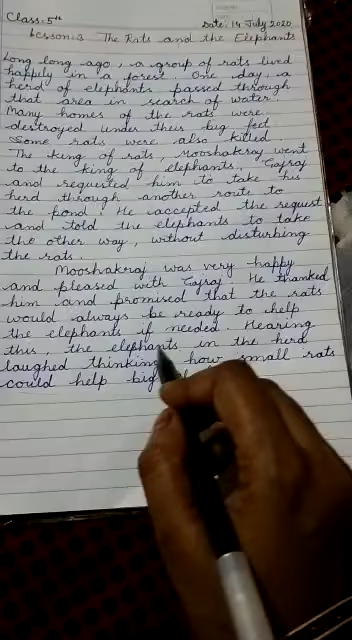 Class: 5th
Date: 14 July 2020
Lesson:3 The Rats and the Elephants
Long long ago, a group of rats lived
happily in a forest. One day, a
herd of elephants passed through
that area in search of water.
Many homes of the rats were
destroyed under their big feet.
Some rats were also killed.
The King of rats, Mooshakraj went
to the king of elephants, Gajraj
and requested him to take his
herd through another route to
the pond. He accepted the request
and told the elephants to take
the other way, without disturbing
the rats.
Mooshakraj was very happy
and pleased with Gajraj. He thanked
him and promised that the rats
would always be ready to help
the elephants if needed. Hearing
this, the elephants in the herd
laughed thinking how small rats
could help big